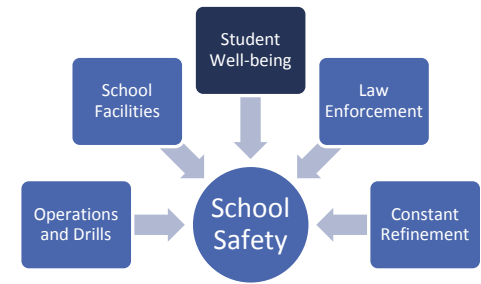 Student
Well-being
School
Facilities
Law
Enforcement
Operations
and Drills
School
Safety
Constant
Refinement